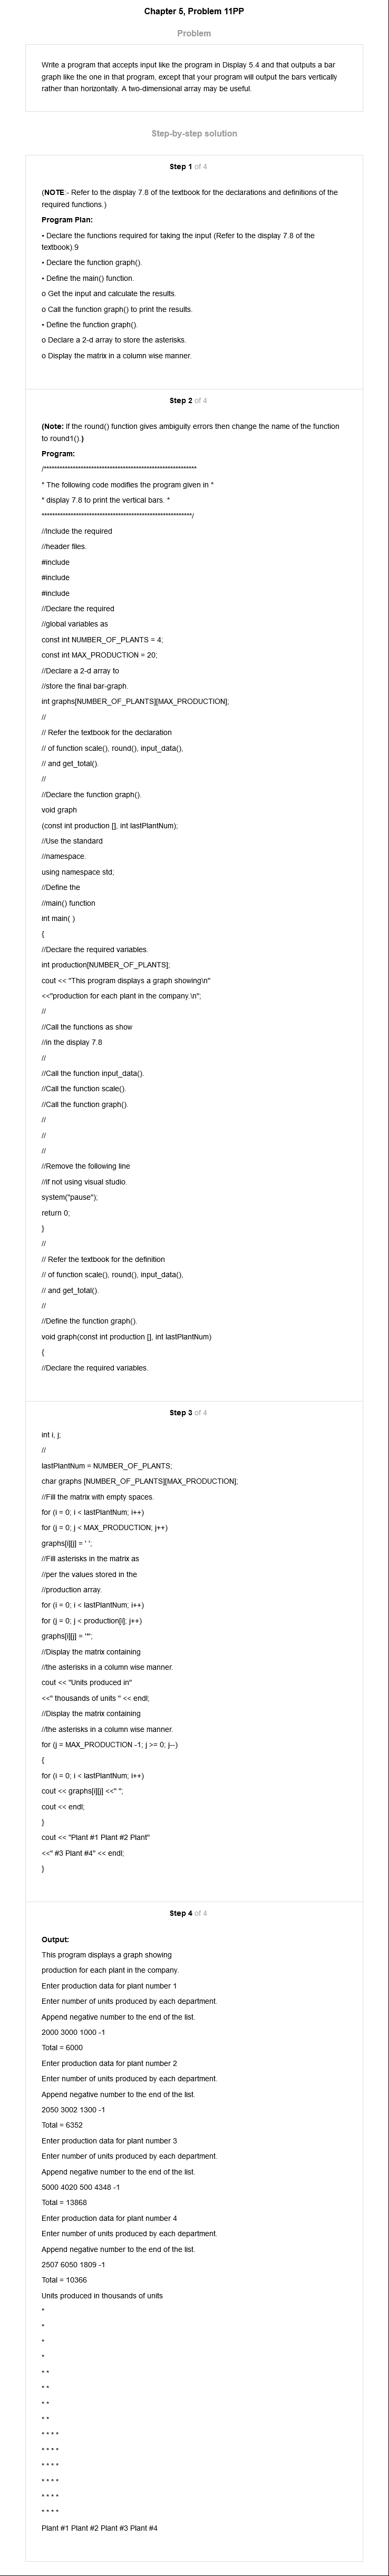 Chapter 5, Problem 11PP
Problem
Write a program that accepts input like the program in Display 5.4 and that outputs a bar
graph like the one in that program, except that your program will output the bars vertically
rather than horizontally. A two-dimensional array may be useful.
Step-by-step solution
Step 1 of 4
(NOTE:- Refer to the display 7.8 of the textbook for the declarations and definitions of the
required functions.)
Program Plan:
• Declare the functions required for taking the input (Refer to the display 7.8 of the
textbook).9
• Declare the function graph().
• Define the main() function.
o Get the input and calculate the results.
o Call the function graph() to print the results.
• Define the function graph().
o Declare a 2-d array to store the asterisks.
o Display the matrix in a column wise manner.
Step 2 of 4
(Note: If the round() function gives ambiguity errors then change the name of the function
to round1().)
Program:
/**********************************************************
* The following code modifies the program given in *
* display 7.8 to print the vertical bars. *
*********************************************************/
//Include the required
//header files.
#include
#include
#include
//Declare the required
//global variables as
const int NUMBER_OF_PLANTS = 4;
const int MAX_PRODUCTION = 20;
//Declare a 2-d array to
//store the final bar-graph.
int graphs[NUMBER_OF_PLANTS][MAX_PRODUCTION];
//
// Refer the textbook for the declaration
// of function scale(), round(), input_data(),
// and get_total().
//
//Declare the function graph().
void graph
(const int production [], int lastPlantNum);
//Use the standard
//namespace.
using namespace std;
//Define the
//main() function
int main( )
{
//Declare the required variables.
int production[NUMBER_OF_PLANTS];
cout << "This program displays a graph showing\n"
<<"production for each plant in the company.\n";
//
//Call the functions as show
//in the display 7.8
//
//Call the function input_data().
//Call the function scale().
//Call the function graph().
//
//
//
//Remove the following line
//if not using visual studio.
system("pause");
return 0;
}
//
// Refer the textbook for the definition
// of function scale(), round(), input_data(),
// and get_total().
//
//Define the function graph().
void graph(const int production [], int lastPlantNum)
{
//Declare the required variables.
Step 3 of 4
int i, j;
//
lastPlantNum = NUMBER_OF_PLANTS;
char graphs [NUMBER_OF_PLANTS][MAX_PRODUCTION];
//Fill the matrix with empty spaces.
for (i = 0; i < lastPlantNum; i++)
for (j = 0; j < MAX_PRODUCTION; j++)
graphs[i][j] = ' ';
//Fill asterisks in the matrix as
//per the values stored in the
//production array.
for (i = 0; i < lastPlantNum; i++)
for (j = 0; j < production[i]; j++)
graphs[i][j] = '*';
//Display the matrix containing
//the asterisks in a column wise manner.
cout << "Units produced in"
<<" thousands of units " << endl;
//Display the matrix containing
//the asterisks in a column wise manner.
for (j = MAX_PRODUCTION -1; j >= 0; j--)
{
for (i = 0; i < lastPlantNum; i++)
cout << graphs[i][j] <<" ";
cout << endl;
}
cout << "Plant #1 Plant #2 Plant"
<<" #3 Plant #4" << endl;
}
Step 4 of 4
Output:
This program displays a graph showing
production for each plant in the company.
Enter production data for plant number 1
Enter number of units produced by each department.
Append negative number to the end of the list.
2000 3000 1000 -1
Total = 6000
Enter production data for plant number 2
Enter number of units produced by each department.
Append negative number to the end of the list.
2050 3002 1300 -1
Total = 6352
Enter production data for plant number 3
Enter number of units produced by each department.
Append negative number to the end of the list.
5000 4020 500 4348 -1
Total = 13868
Enter production data for plant number 4
Enter number of units produced by each department.
Append negative number to the end of the list.
2507 6050 1809 -1
Total = 10366
Units produced in thousands of units
*
*
*
*
* *
* *
* *
* *
* * * *
* * * *
* * * *
* * * *
* * * *
* * * *
Plant #1 Plant #2 Plant #3 Plant #4